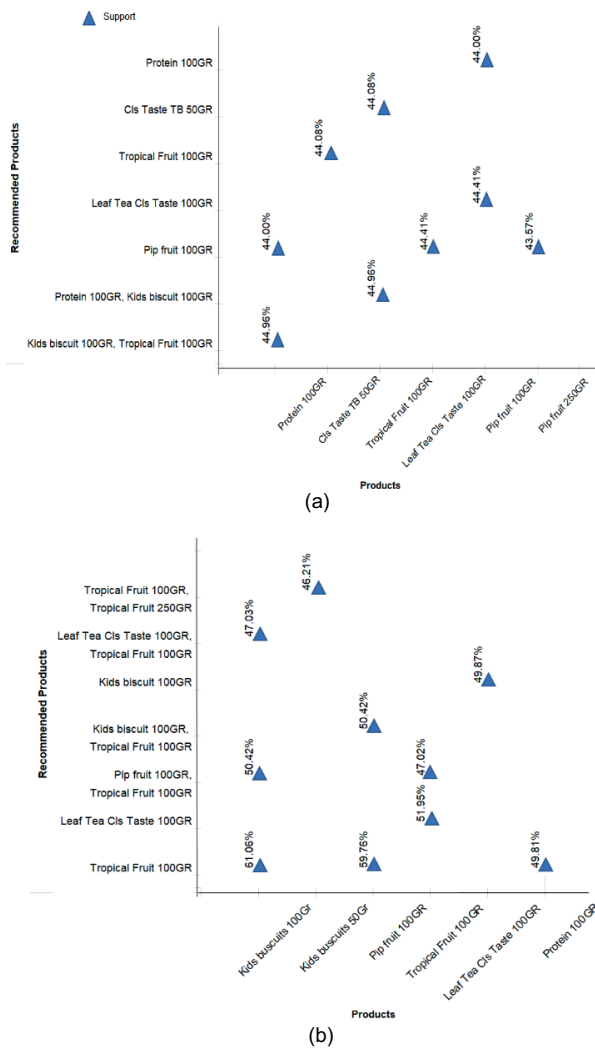 Support
Recommended Products
Protein 100GR
44.00%
Cls Taste TB 50GR
44.08%
Tropical Fruit 100GR
44.08%
Leaf Tea Cls Taste 100GR
44.41%
Pip fruit 100GR
44.00%
44.41%
43.57%
Protein 100GR, Kids biscuit 100GR
44.96%
Kids biscuit 100GR, Tropical Fruit 100GR
44.96%
Protein 100GR
Cls Taste TB 50GR
Tropical Fruit 100GR
Leaf Tea Cls Taste 100GR
Pip fruit 100GR
Pip fruit 250GR
Products
(a)
Recommended Products
Tropical Fruit 100GR,
Tropical Fruit 250GR
46.21%
Leaf Tea Cls Taste 100GR,
Tropical Fruit 100GR
47.03%
Kids biscuit 100GR
49.87%
Kids biscuit 100GR,
Tropical Fruit 100GR
50.42%
Pip fruit 100GR,
Tropical Fruit 100GR
50.42%
47.02%
Leaf Tea Cls Taste 100GR
51.95%
Tropical Fruit 100GR
61.06%
59.76%
49.81%
Kids buscuits 100Gr
Kids buscuits 50Gr
Pip fruit 100GR
Tropical Fruit 100GR
Leaf Tea Cls Taste 100GR
Protein 100GR
Products
(b)